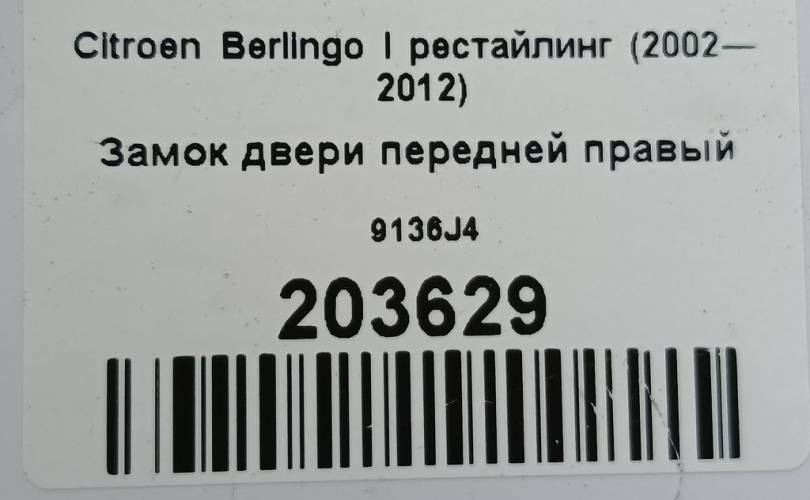 Citroen Berlingo I рестайлинг (2002—
2012)
Замок двери передней правый
9136J4
203629